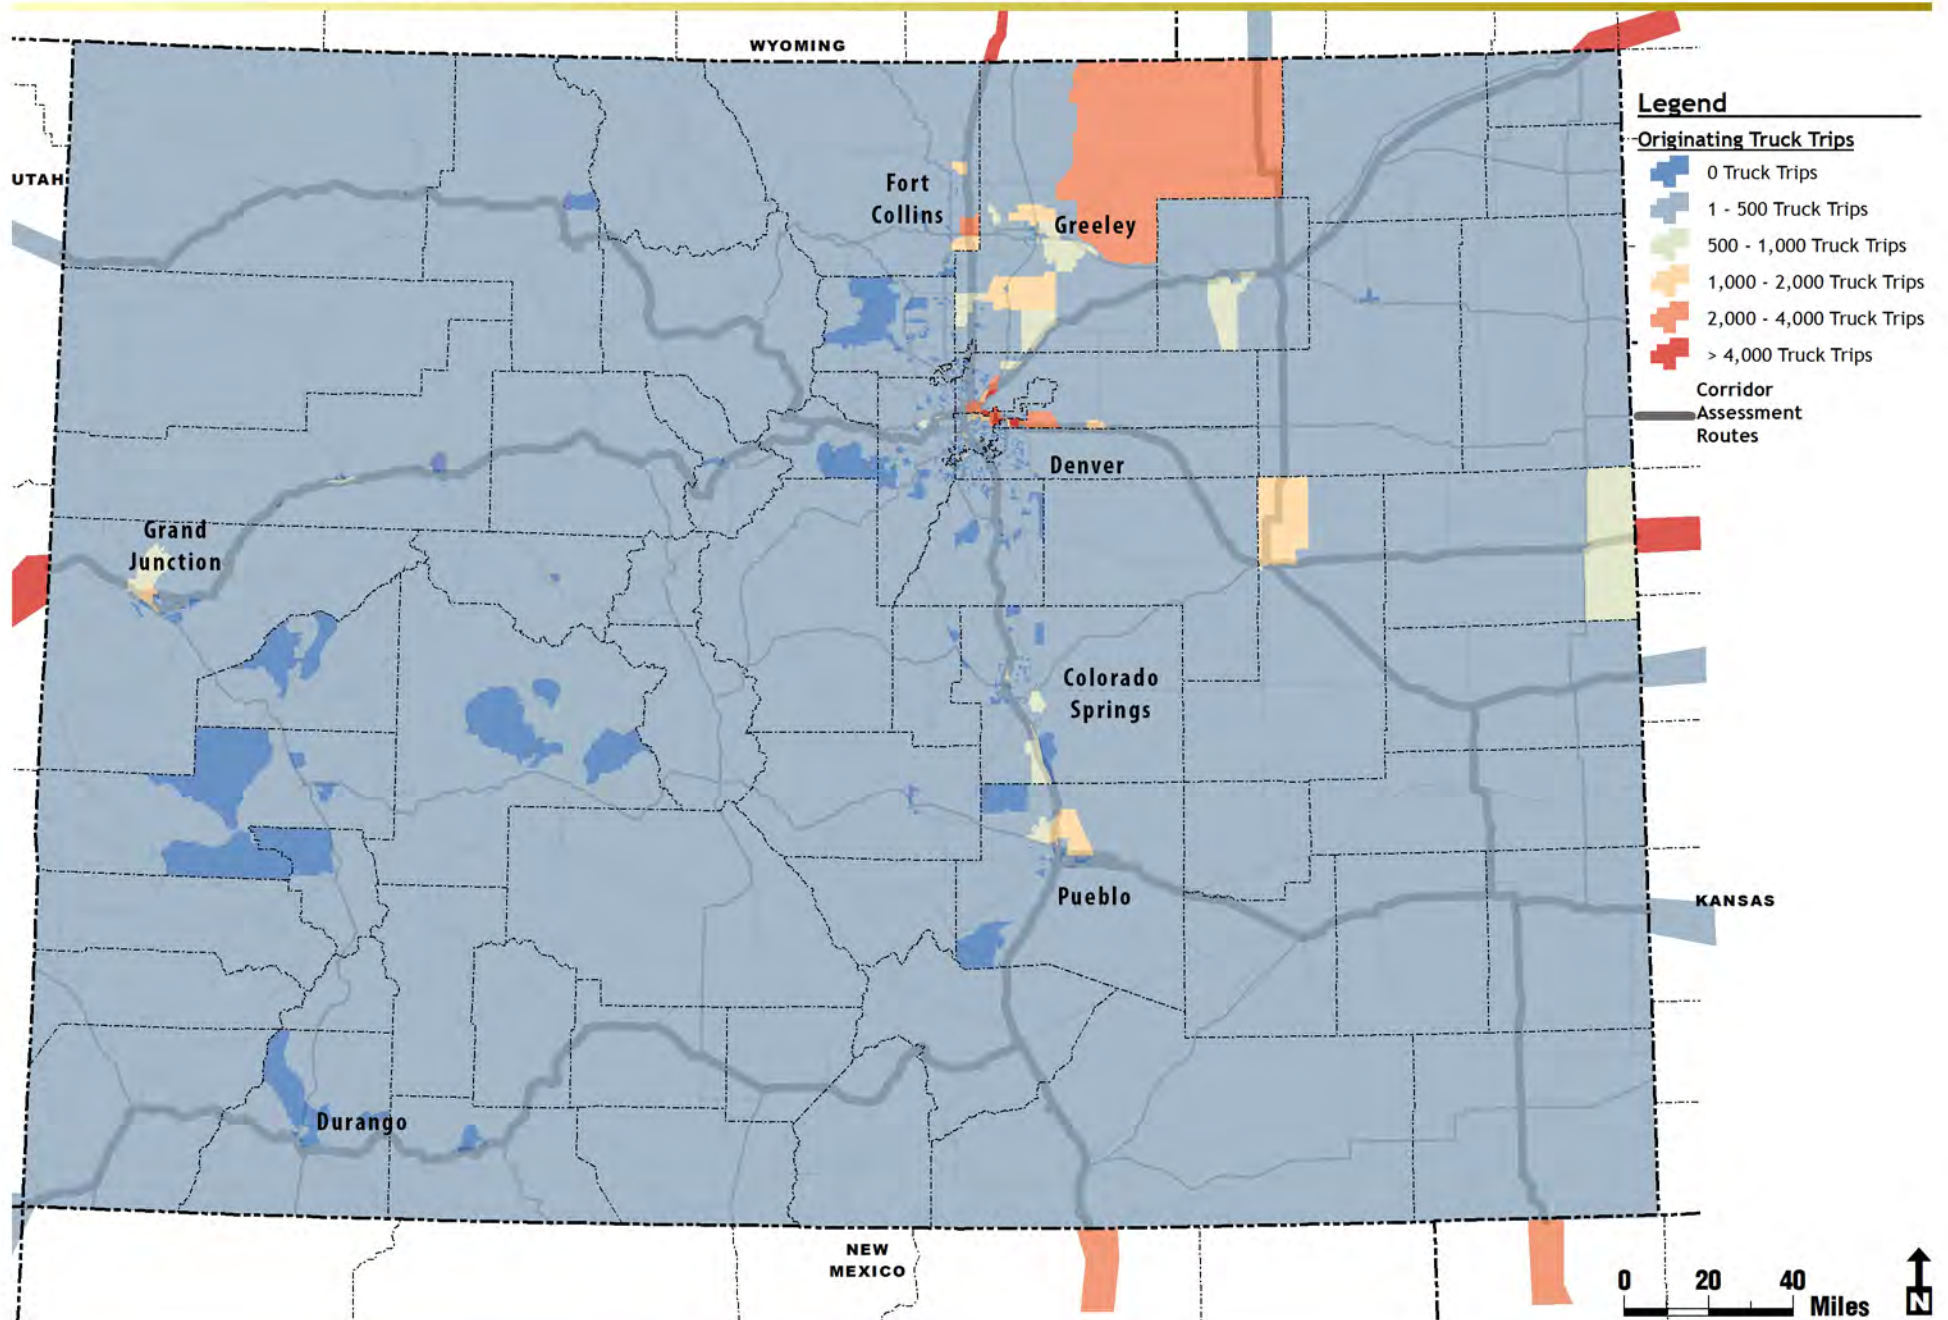 WYOMING
Legend
Originating Truck Trips
0 Truck Trips
1 - 500 Truck Trips
500 - 1,000 Truck Trips
1,000 - 2,000 Truck Trips
2,000 - 4,000 Truck Trips
> 4,000 Truck Trips
Corridor
Assessment
Routes
UTAH
Fort
Collins
Greeley
Denver
Grand
Junction
Colorado
Springs
Pueblo
KANSAS
Durango
NEW
MEXICO
0 20 40
Miles
N